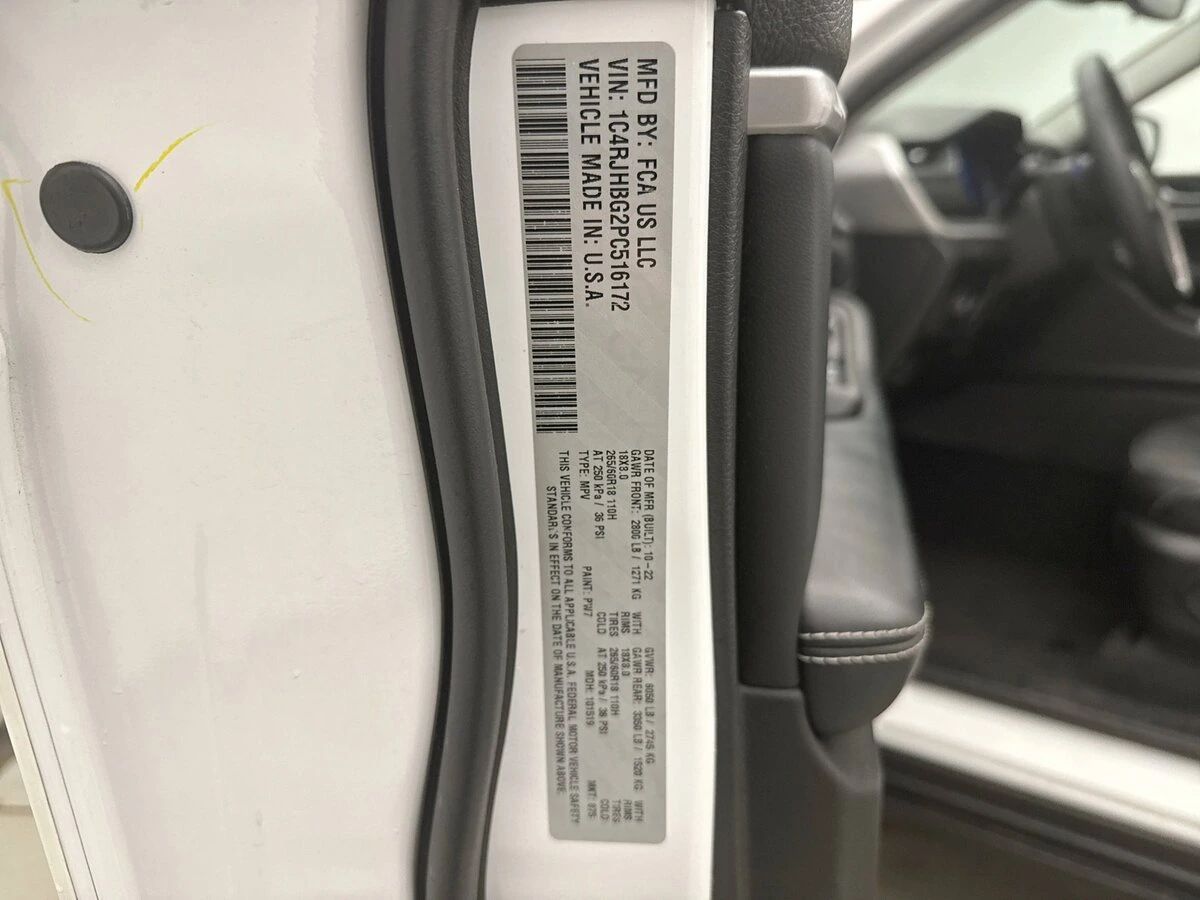 MFD BY: FCA US LLC
VIN: 1C4RJHBG2PC516172
VEHICLE MADE IN: U.S.A.
DATE OF MFR (BUILT): 10-22 GVWR: 6050 LB / 2745 KG
GAWR FRONT: 2800 LB / 1271 KG WITH GAWR REAR: 3350 LB / 1520 KG WITH
18X8.0 RIMS 18X8.0 RIMS
265/60R18 110H TIRES 265/60R18 110H TIRES
AT 250 kPa / 36 PSI COLD AT 250 kPa / 36 PSI COLD
TYPE: MPV PAINT: PW7 MDH: 101519
THIS VEHICLE CONFORMS TO ALL APPLICABLE U.S.A. FEDERAL MOTOR VEHICLE SAFETY
STANDARDS IN EFFECT ON THE DATE OF MANUFACTURE SHOWN ABOVE.